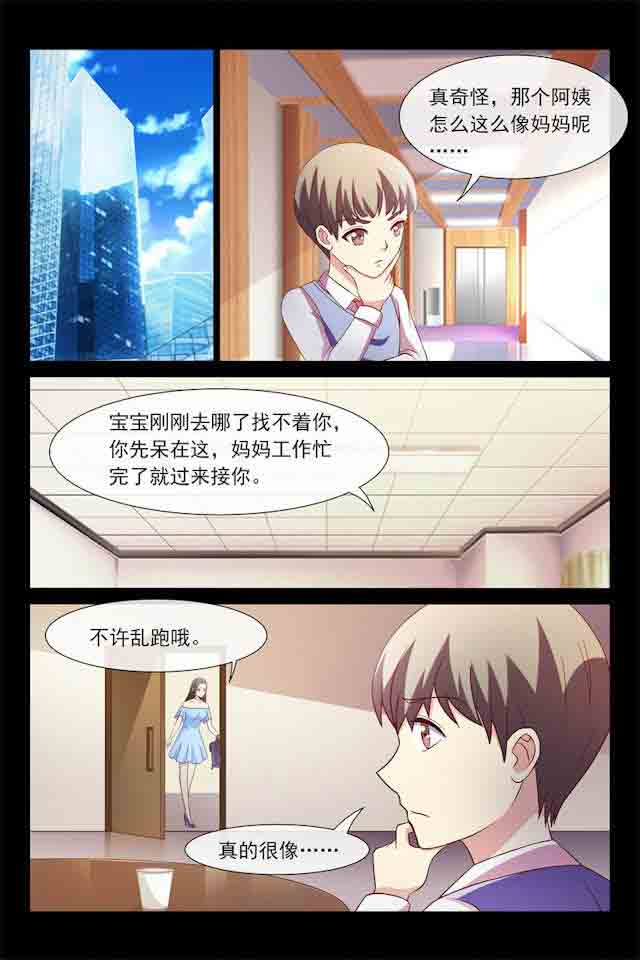 真奇怪，那个阿姨
怎么这么像妈妈呢
……
宝宝刚刚去哪了找不着你，
你先呆在这，妈妈工作忙
完了就过来接你。
不许乱跑哦。
真的很像……